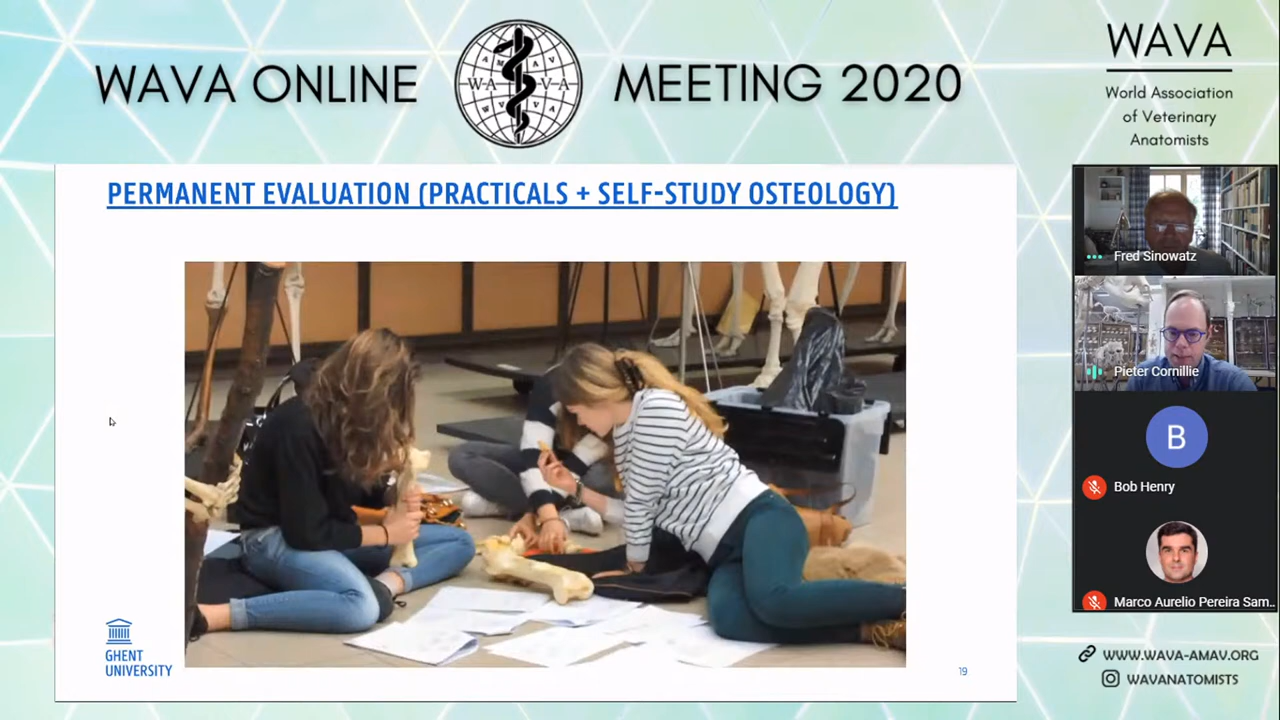 WAVA ONLINE MEETING 2020
WAVA
World Association
of Veterinary
Anatomists
PERMANENT EVALUATION (PRACTICALS + SELF-STUDY OSTEOLOGY)
GHENT
UNIVERSITY
19
Fred Sinowatz
Pieter Cornillie
B
Bob Henry
Marco Aurelio Pereira Sam...
WWW.WAVA-AMAV.ORG
WAVANATOMISTS